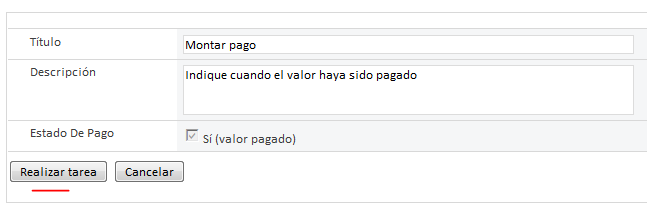 Título
Montar pago
Descripción
Indique cuando el valor haya sido pagado
Estado De Pago
Sí (valor pagado)
Realizar tarea
Cancelar